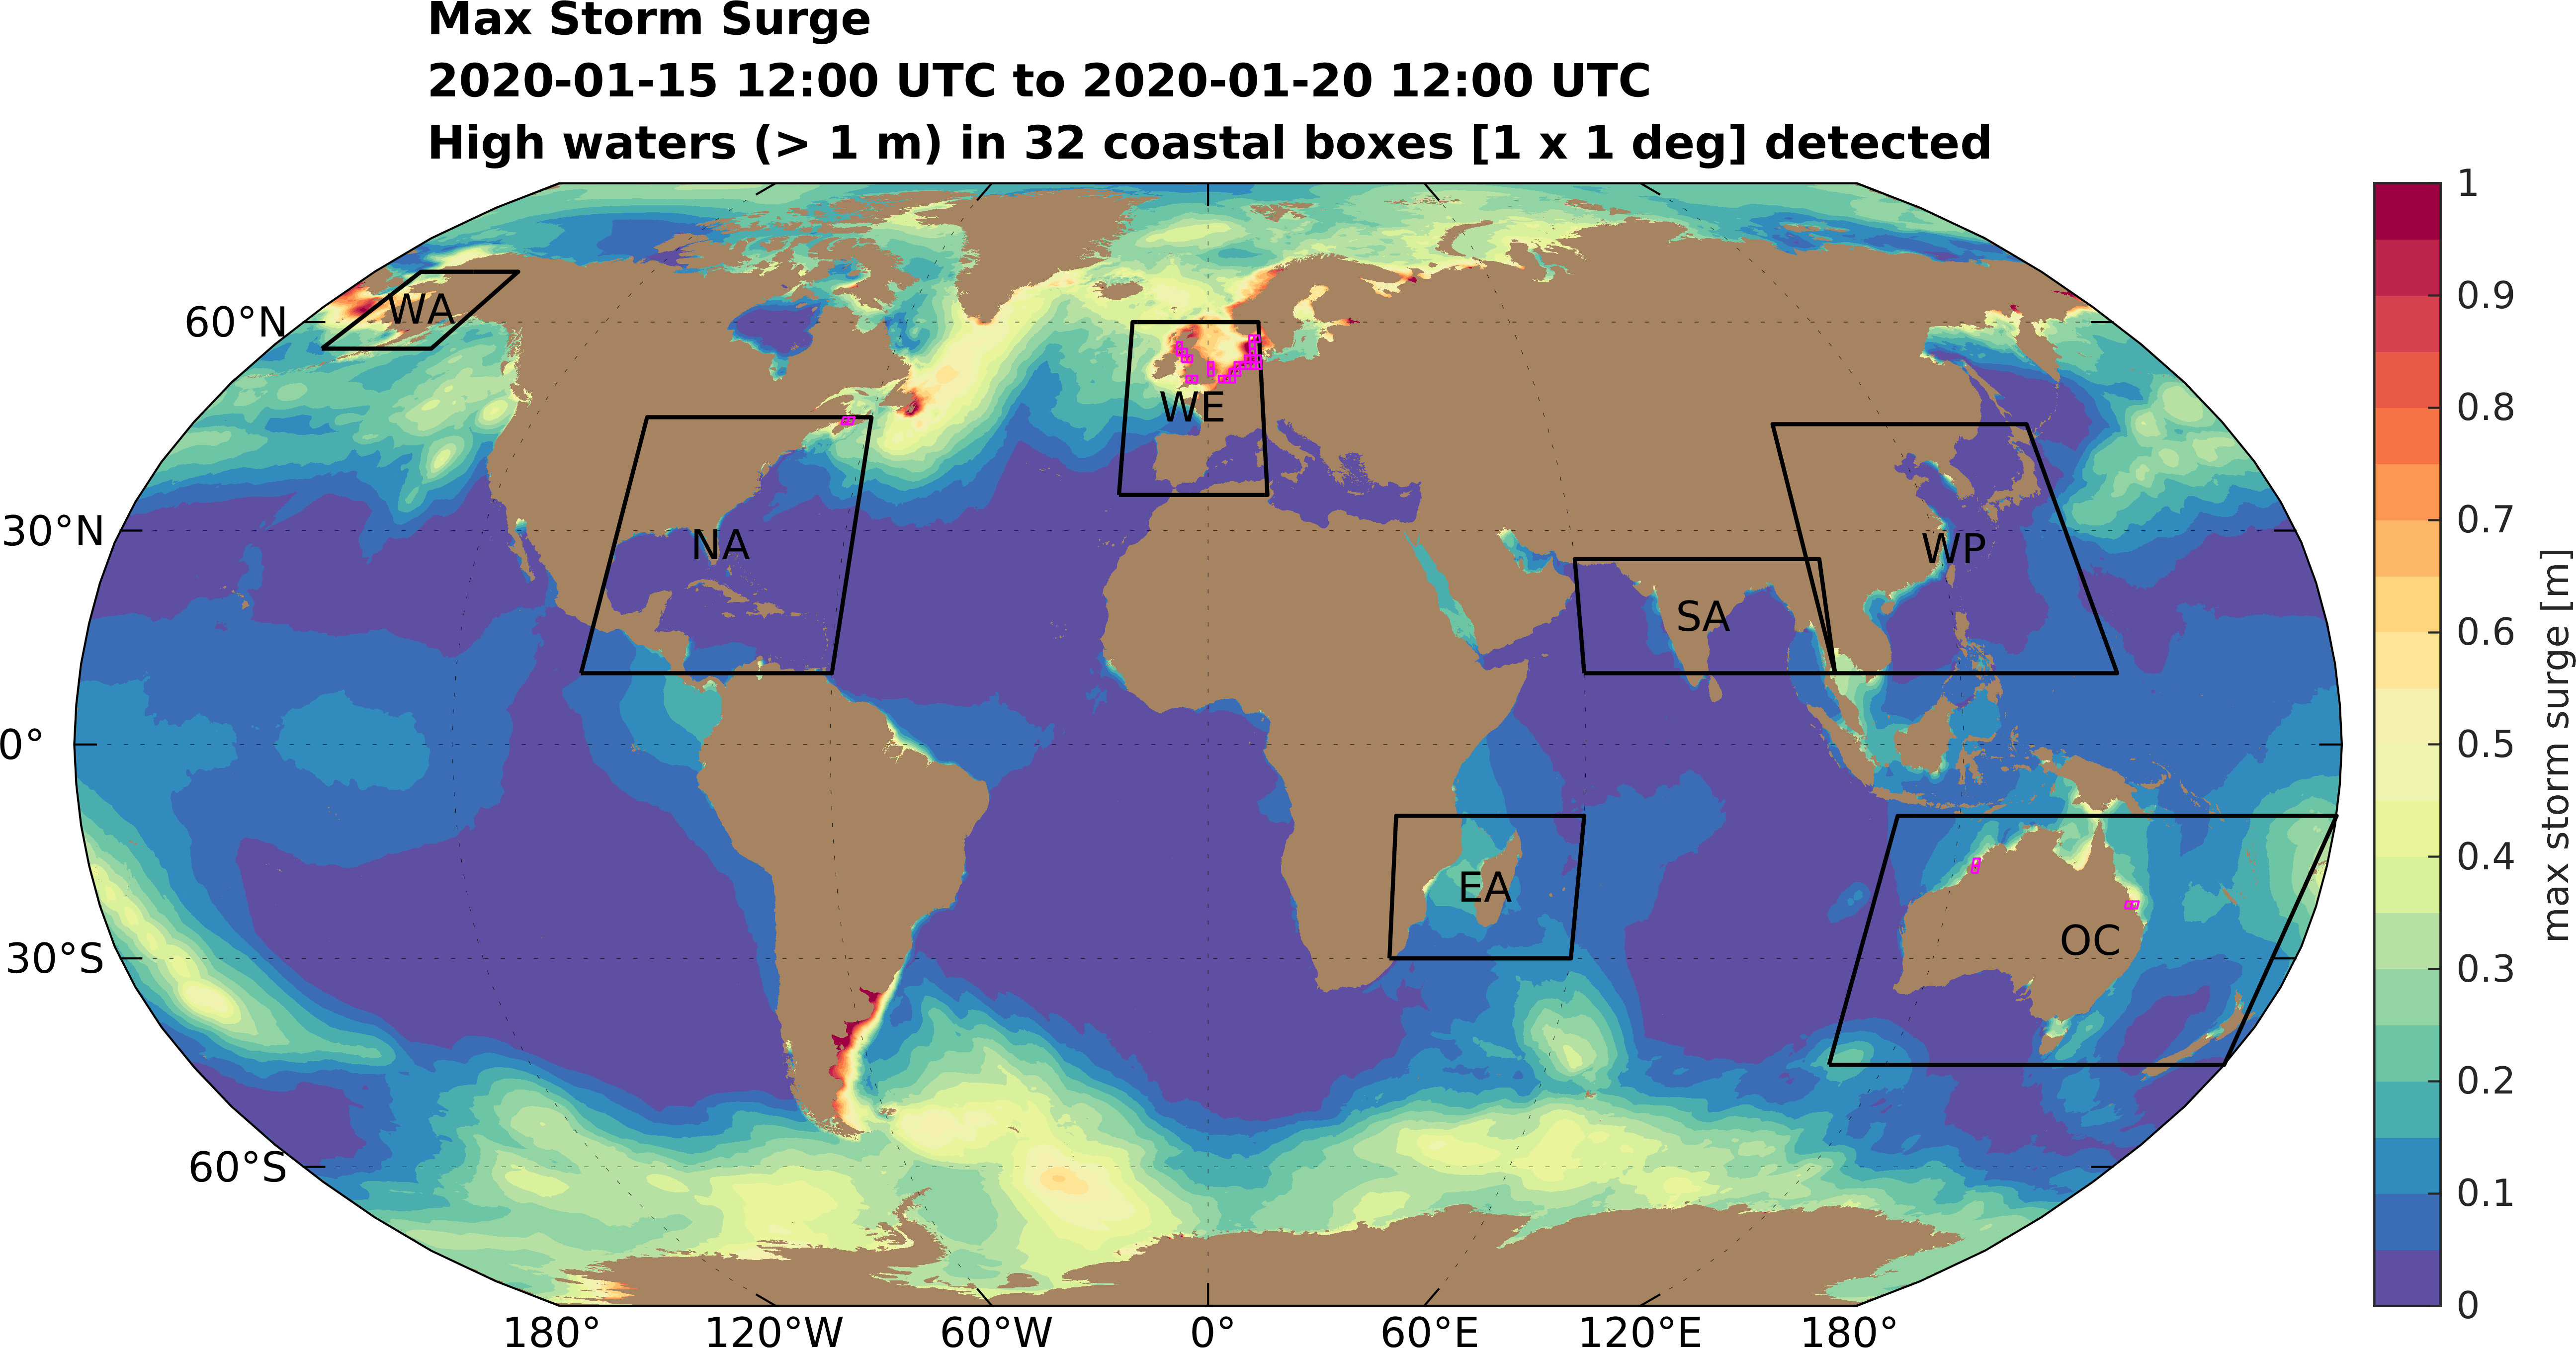 Max Storm Surge
2020-01-15 12:00 UTC to 2020-01-20 12:00 UTC
High waters (> 1 m) in 32 coastal boxes [1 x 1 deg] detected
60°N
30°N
0°
30°S
60°S
WA
NA
WE
SA
WP
EA
OC
180°
120°W
60°W
0°
60°E
120°E
180°
1
0.9
0.8
0.7
0.6
0.5
0.4
0.3
0.2
0.1
0
max storm surge [m]